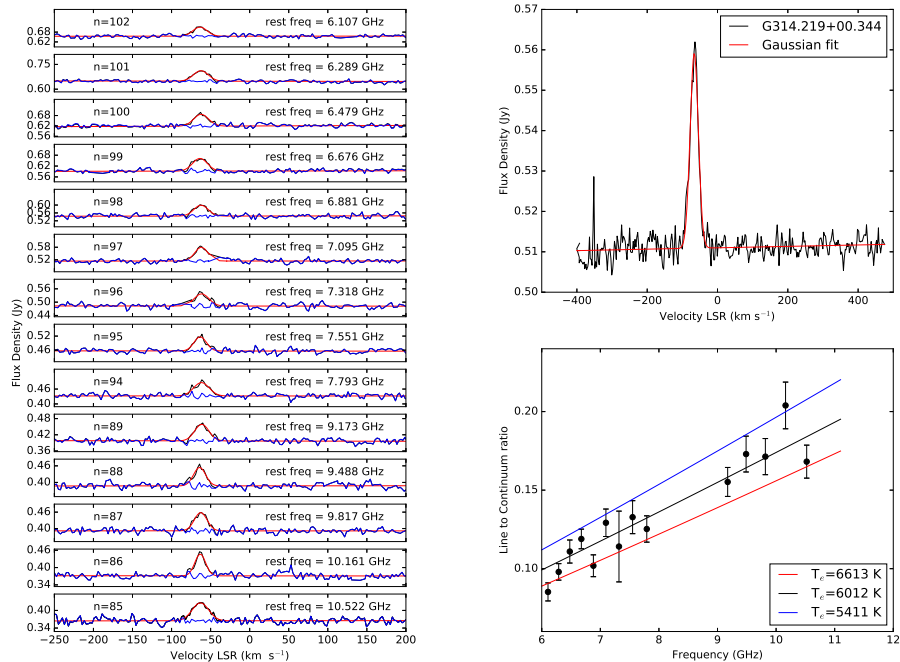 n=102 rest freq = 6.107 GHz
0.68
0.62
n=101 rest freq = 6.289 GHz
0.75
0.60
n=100 rest freq = 6.479 GHz
0.68
0.62
0.56
n=99 rest freq = 6.676 GHz
0.68
0.62
0.56
n=98 rest freq = 6.881 GHz
0.60
0.56
0.52
n=97 rest freq = 7.095 GHz
0.58
0.52
n=96 rest freq = 7.318 GHz
0.56
0.50
0.44
n=95 rest freq = 7.551 GHz
0.52
0.46
n=94 rest freq = 7.793 GHz
0.46
0.40
n=89 rest freq = 9.173 GHz
0.49
0.42
0.36
n=88 rest freq = 9.488 GHz
0.46
0.40
n=87 rest freq = 9.817 GHz
0.46
0.40
n=86 rest freq = 10.161 GHz
0.46
0.40
0.34
n=85 rest freq = 10.522 GHz
0.40
0.34
−250 −200 −150 −100 −50 0 50 100 150 200
Velocity LSR (km s⁻¹)
Flux Density (Jy)
G314.219+00.344
Gaussian fit
0.57
0.56
0.55
0.54
0.53
0.52
0.51
0.50
−400 −200 0 200 400
Velocity LSR (km s⁻¹)
Flux Density (Jy)
0.20
0.15
0.10
Line to Continuum ratio
Tₑ=6613 K
Tₑ=6012 K
Tₑ=5411 K
6 7 8 9 10 11 12
Frequency (GHz)